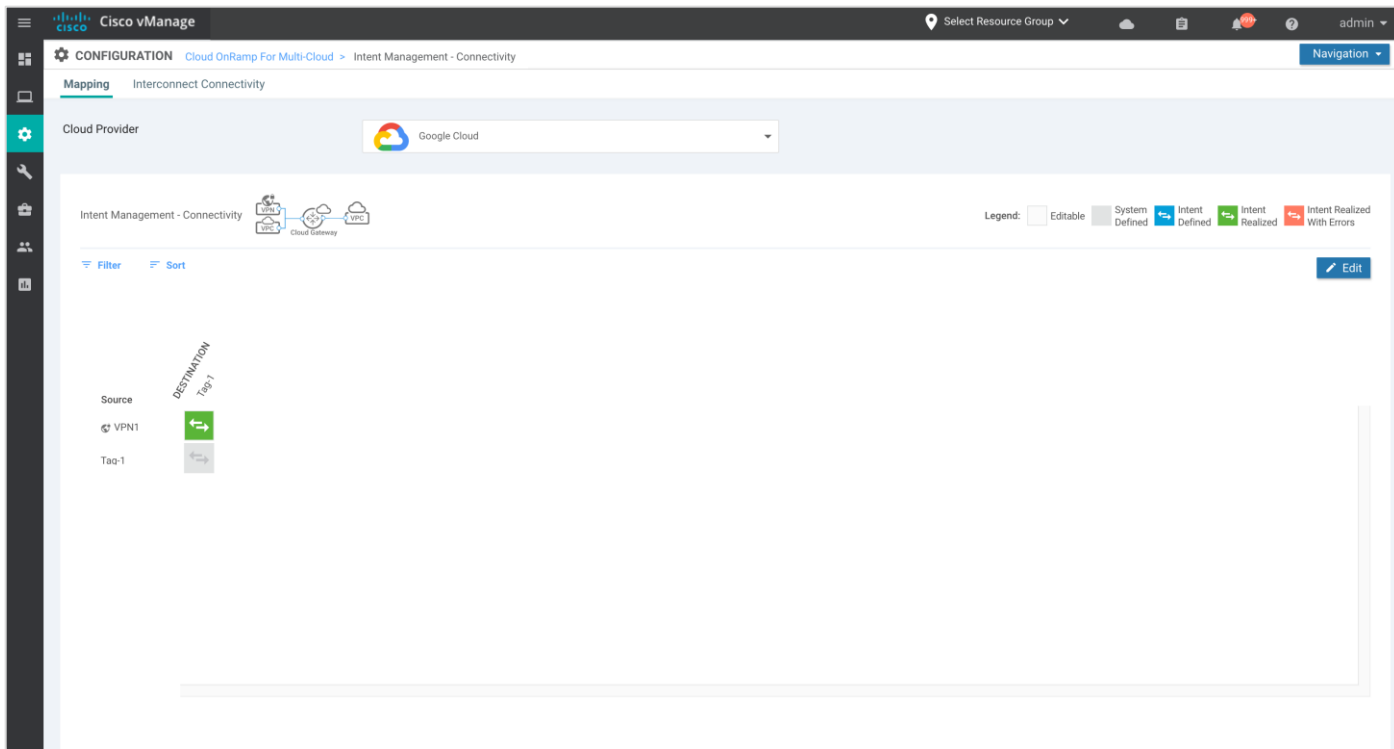 cisco Cisco vManage Select Resource Group 999+ admin
CONFIGURATION Cloud OnRamp For Multi-Cloud > Intent Management - Connectivity Navigation
Mapping Interconnect Connectivity
Cloud Provider Google Cloud
Intent Management - Connectivity VPN VPC Cloud Gateway VPC Legend: Editable System Defined Intent Defined Intent Realized Intent Realized With Errors
Filter Sort Edit
DESTINATION
Tag-1
Source
VPN1
Tag-1